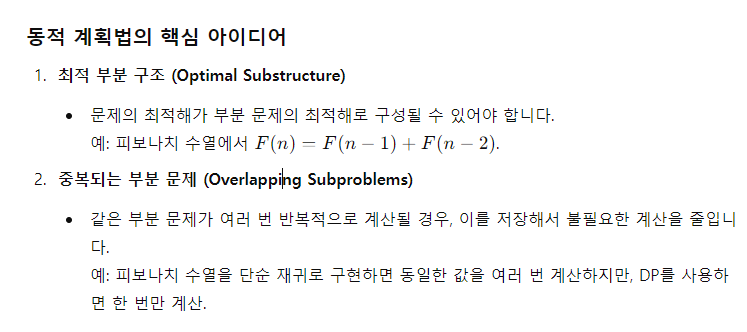 동적 계획법의 핵심 아이디어
1. 최적 부분 구조 (Optimal Substructure)
• 문제의 최적해가 부분 문제의 최적해로 구성될 수 있어야 합니다.
예: 피보나치 수열에서 F(n) = F(n − 1) + F(n − 2).
2. 중복되는 부분 문제 (Overlapping Subproblems)
• 같은 부분 문제가 여러 번 반복적으로 계산될 경우, 이를 저장해서 불필요한 계산을 줄입니
다.
예: 피보나치 수열을 단순 재귀로 구현하면 동일한 값을 여러 번 계산하지만, DP를 사용하
면 한 번만 계산.